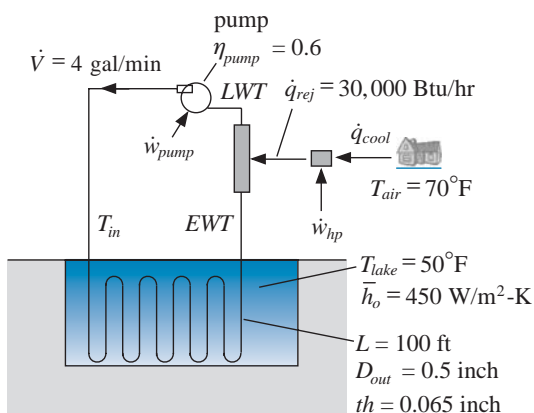 pump
η_pump = 0.6
V̇ = 4 gal/min
LWT
q̇_rej = 30,000 Btu/hr
ẇ_pump
q̇_cool
T_air = 70°F
T_in
EWT
ẇ_hp
T_lake = 50°F
h̅_o = 450 W/m²-K
L = 100 ft
D_out = 0.5 inch
th = 0.065 inch